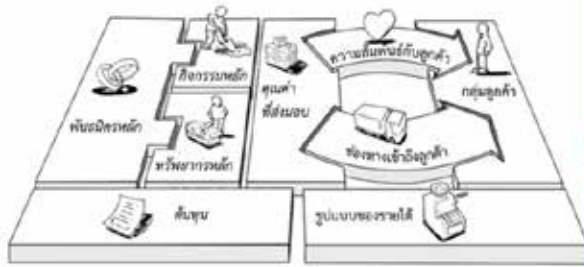 ความสัมพันธ์กับลูกค้า
กิจกรรมหลัก
คุณค่า
ที่ส่งมอบ
กลุ่มลูกค้า
พันธมิตรหลัก
ทรัพยากรหลัก
ช่องทางเข้าถึงลูกค้า
ต้นทุน
รูปแบบของรายได้